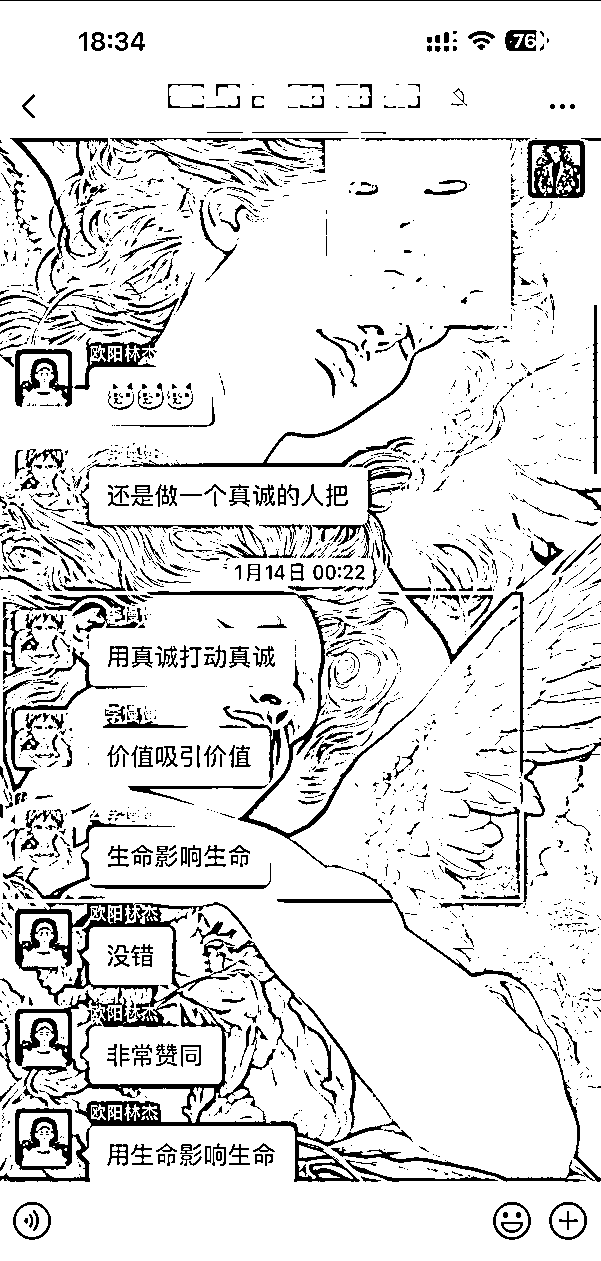 18:34
76
欧阳林杰
还是做一个真诚的人把
1月14日 00:22
用真诚打动真诚
价值吸引价值
生命影响生命
欧阳林杰
没错
欧阳林杰
非常赞同
欧阳林杰
用生命影响生命